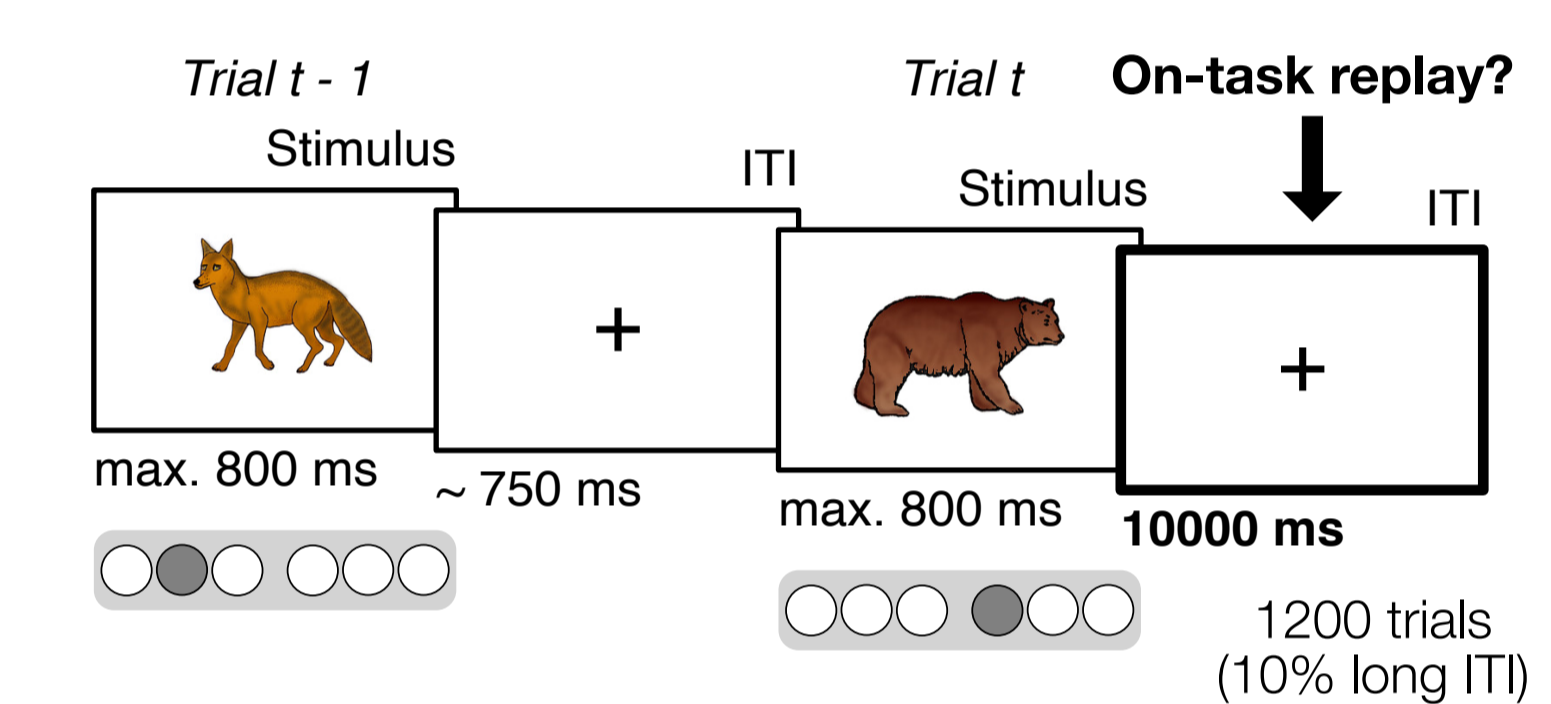 Trial t - 1
Stimulus
ITI
Trial t
Stimulus
On-task replay?
ITI
max. 800 ms
~ 750 ms
max. 800 ms
10000 ms
1200 trials
(10% long ITI)